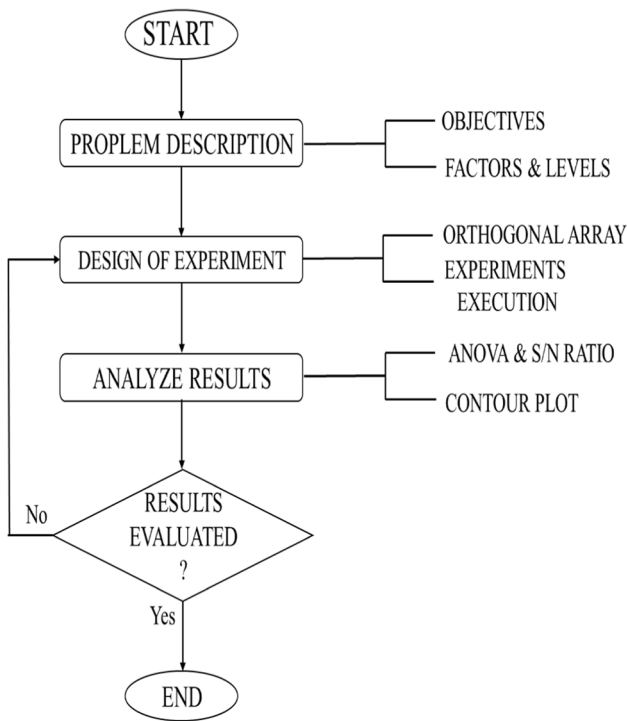 START
PROPLEM DESCRIPTION
OBJECTIVES
FACTORS & LEVELS
DESIGN OF EXPERIMENT
ORTHOGONAL ARRAY
EXPERIMENTS
EXECUTION
ANALYZE RESULTS
ANOVA & S/N RATIO
CONTOUR PLOT
RESULTS
EVALUATED
?
No
Yes
END